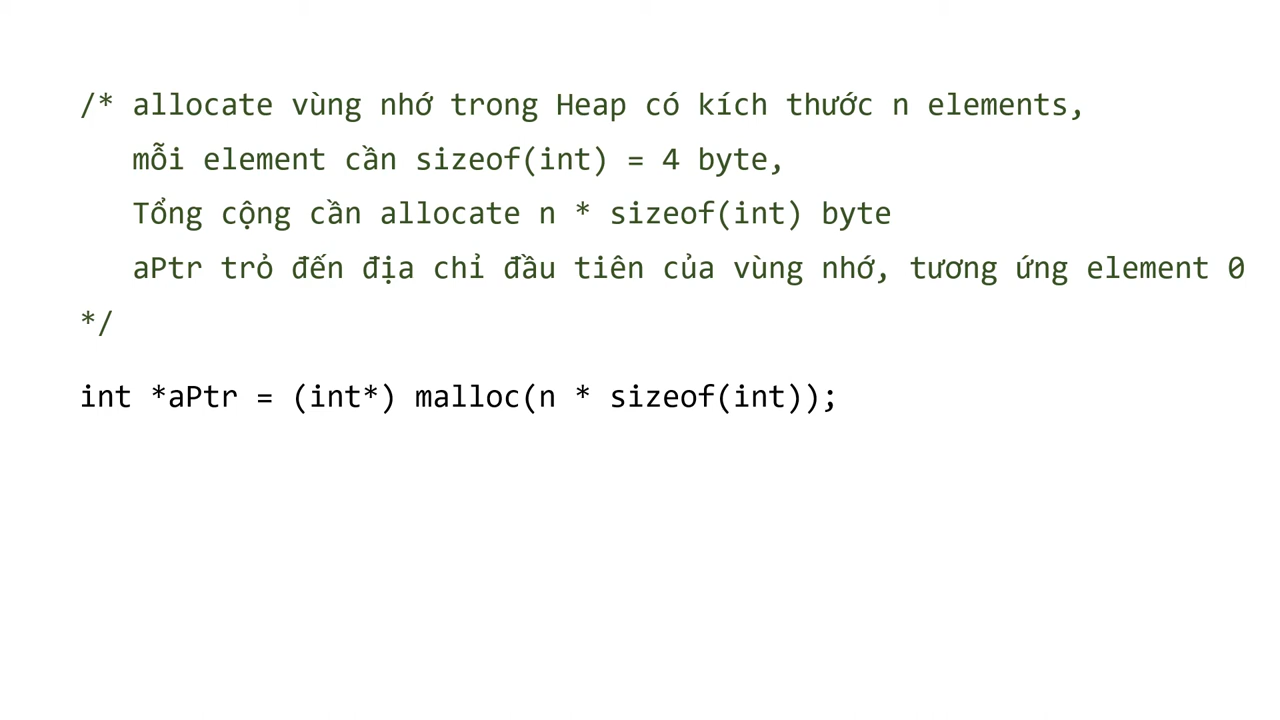 /* allocate vùng nhớ trong Heap có kích thước n elements,
mỗi element cần sizeof(int) = 4 byte,
Tổng cộng cần allocate n * sizeof(int) byte
aPtr trỏ đến địa chỉ đầu tiên của vùng nhớ, tương ứng element 0
*/
int *aPtr = (int*) malloc(n * sizeof(int));